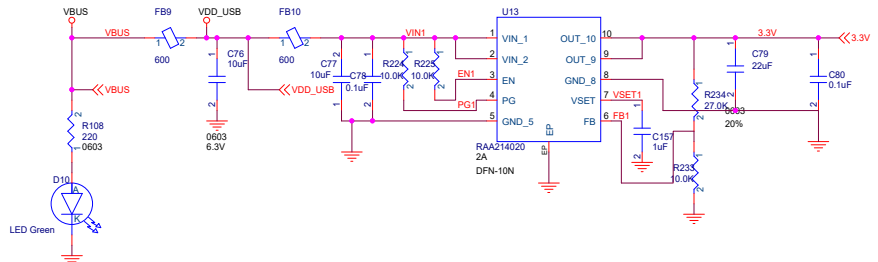 VBUS
FB9
VDD_USB
FB10
U13
VBUS
VIN1
3.3V
3.3V
600
600
C76
10uF
0603
6.3V
C77
10uF
C78
0.1uF
R224
10.0K
R225
10.0K
EN1
PG1
VBUS
VDD_USB
1
VIN_1
2
VIN_2
3
EN
4
PG
5
GND_5
OUT_10
10
OUT_9
9
GND_8
8
VSET
7
FB
6
EP
EP
RAA214020
2A
DFN-10N
VSET1
FB1
C157
1uF
R234
27.0K
R233
10.0K
C79
22uF
0603
20%
C80
0.1uF
R108
220
0603
D10
A
K
LED Green